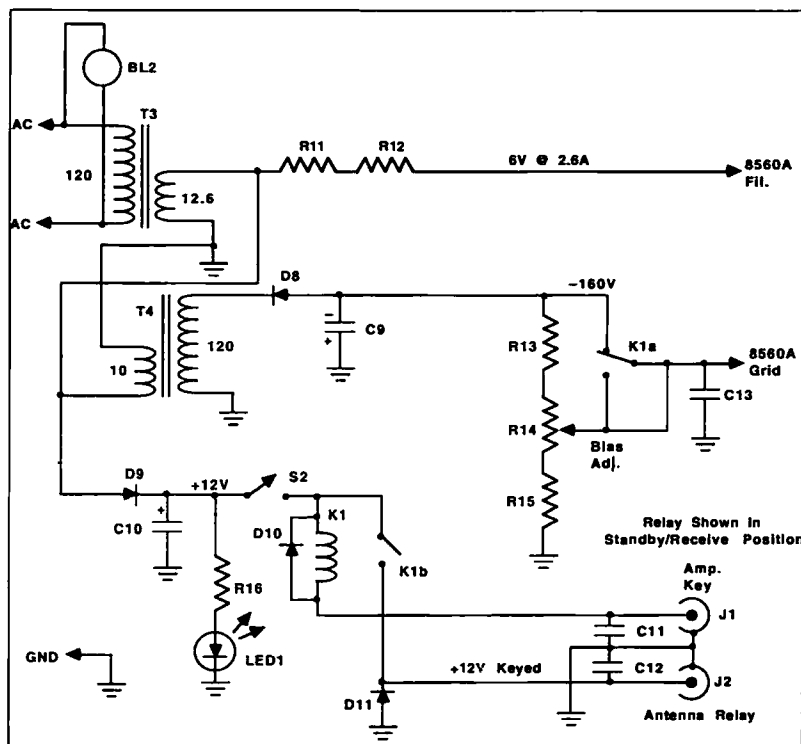 BL2
T3
AC
R11
R12
120
6V @ 2.6A
8560A
Fil.
12.6
AC
D8
-160V
T4
C9
R13
K1a
8560A
Grid
10
120
C13
R14
Bias
Adj.
D9
+12V
S2
R15
C10
K1
D10
Relay Shown in
Standby/Receive Position
K1b
Amp.
Key
R16
J1
C11
GND
LED1
+12V Keyed
C12
J2
D11
Antenna Relay